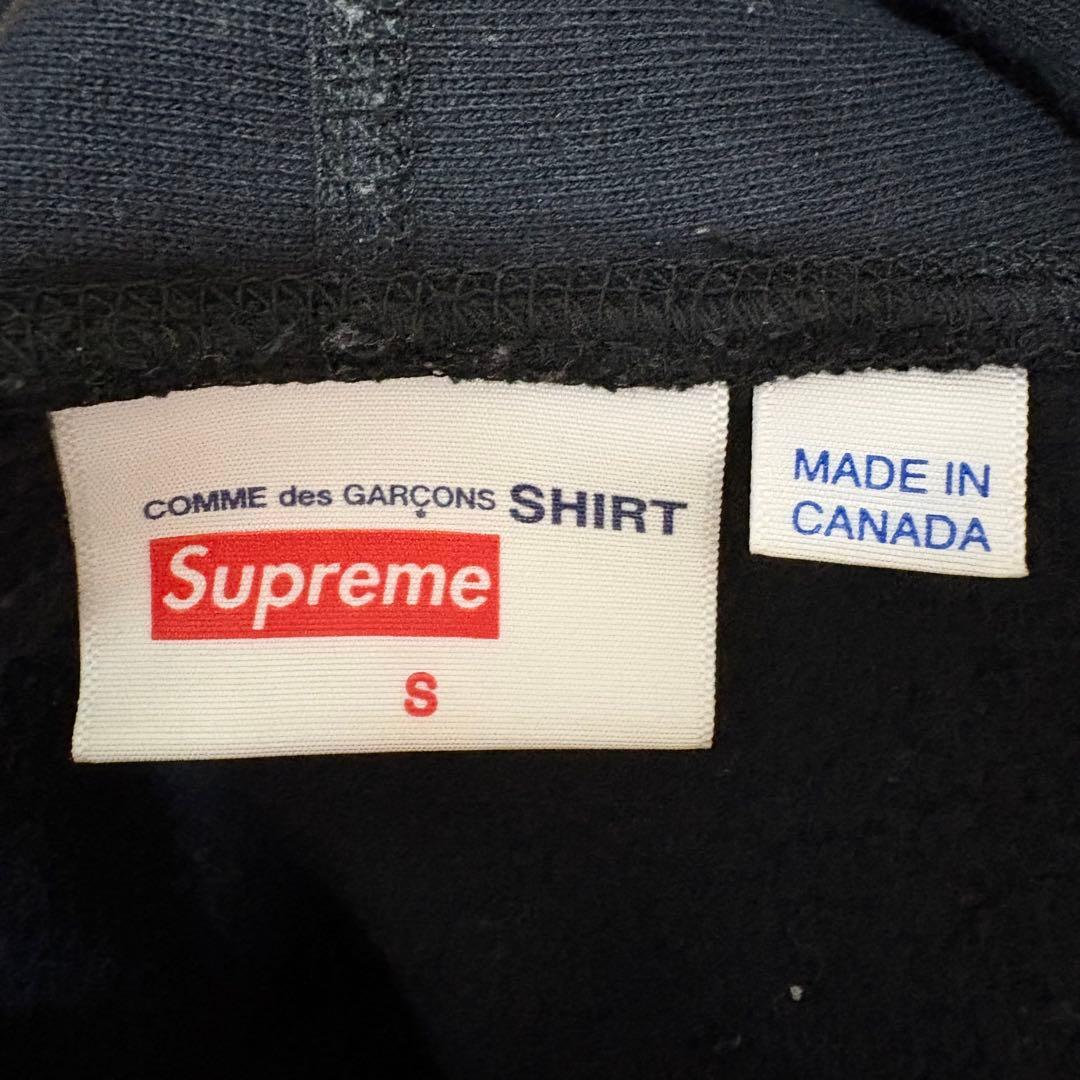 COMME des GARÇONS SHIRT
Supreme
S
MADE IN
CANADA